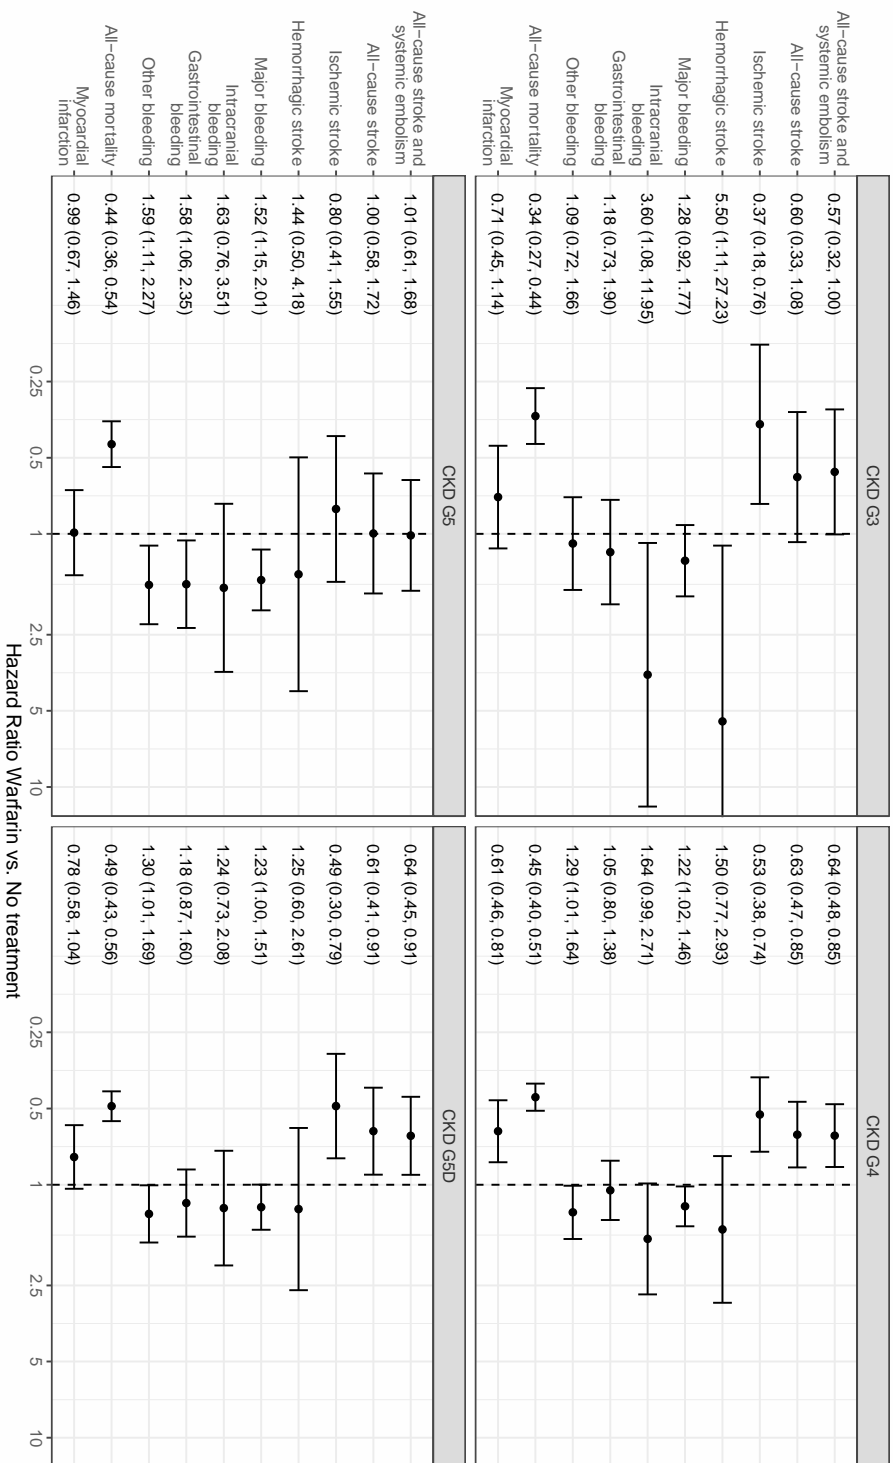 CKD G3
All−cause stroke and
systemic embolism
0.57 (0.32, 1.00)
All−cause stroke
0.60 (0.33, 1.08)
Ischemic stroke
0.37 (0.18, 0.76)
Hemorrhagic stroke
5.50 (1.11, 27.23)
Major bleeding
1.28 (0.92, 1.77)
Intracranial
bleeding
3.60 (1.08, 11.95)
Gastrointestinal
bleeding
1.18 (0.73, 1.90)
Other bleeding
1.09 (0.72, 1.66)
All−cause mortality
0.34 (0.27, 0.44)
Myocardial
infarction
0.71 (0.45, 1.14)
CKD G4
0.64 (0.48, 0.85)
0.63 (0.47, 0.85)
0.53 (0.38, 0.74)
1.50 (0.77, 2.93)
1.22 (1.02, 1.46)
1.64 (0.99, 2.71)
1.05 (0.80, 1.38)
1.29 (1.01, 1.64)
0.45 (0.40, 0.51)
0.61 (0.46, 0.81)
CKD G5
All−cause stroke and
systemic embolism
1.01 (0.61, 1.68)
All−cause stroke
1.00 (0.58, 1.72)
Ischemic stroke
0.80 (0.41, 1.55)
Hemorrhagic stroke
1.44 (0.50, 4.18)
Major bleeding
1.52 (1.15, 2.01)
Intracranial
bleeding
1.63 (0.76, 3.51)
Gastrointestinal
bleeding
1.58 (1.06, 2.35)
Other bleeding
1.59 (1.11, 2.27)
All−cause mortality
0.44 (0.36, 0.54)
Myocardial
infarction
0.99 (0.67, 1.46)
0.25
0.5
1
2.5
5
10
CKD G5D
0.64 (0.45, 0.91)
0.61 (0.41, 0.91)
0.49 (0.30, 0.79)
1.25 (0.60, 2.61)
1.23 (1.00, 1.51)
1.24 (0.73, 2.08)
1.18 (0.87, 1.60)
1.30 (1.01, 1.69)
0.49 (0.43, 0.56)
0.78 (0.58, 1.04)
0.25
0.5
1
2.5
5
10
Hazard Ratio Warfarin vs. No treatment